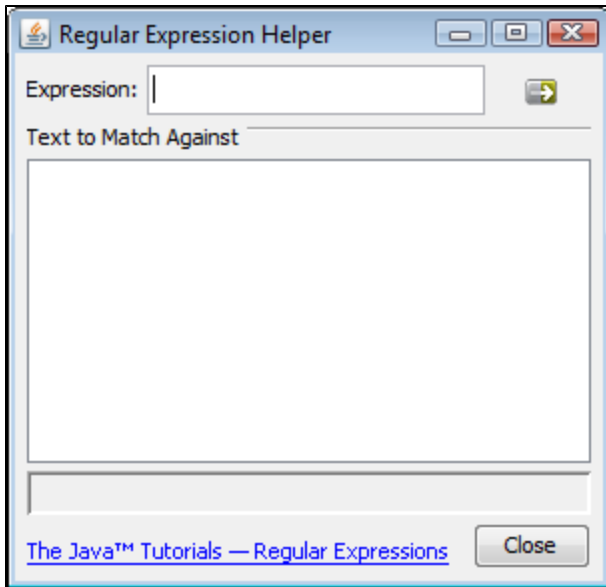 Regular Expression Helper
Expression:
Text to Match Against
The Java™ Tutorials — Regular Expressions
Close